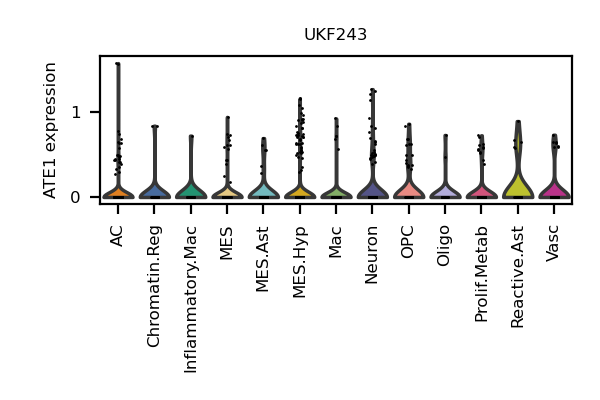 UKF243
ATE1 expression
1
0
AC
Chromatin.Reg
Inflammatory.Mac
MES
MES.Ast
MES.Hyp
Mac
Neuron
OPC
Oligo
Prolif.Metab
Reactive.Ast
Vasc